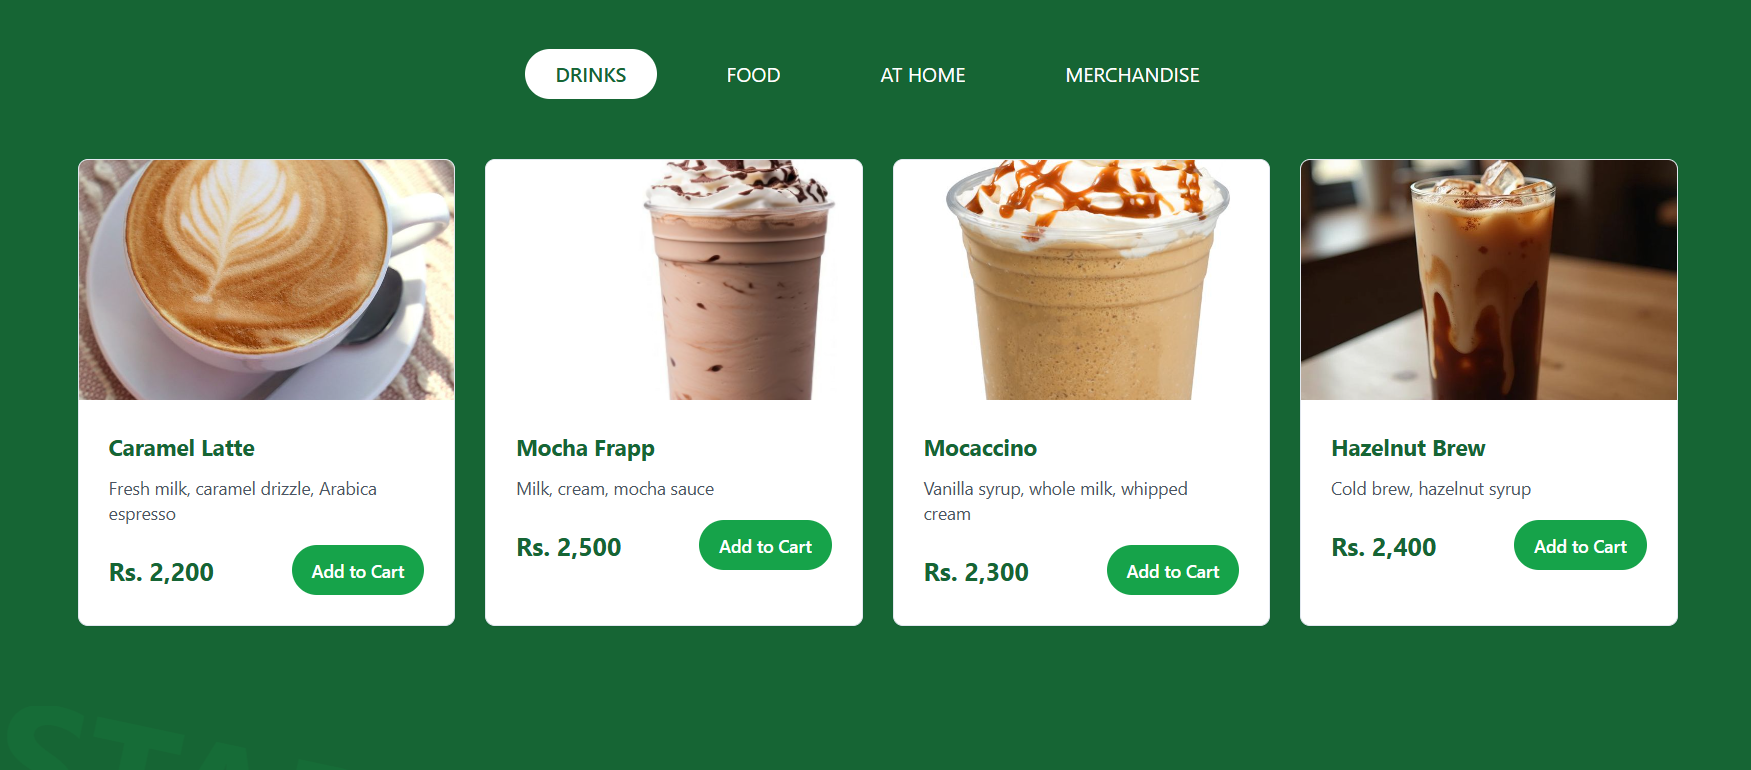 DRINKS FOOD AT HOME MERCHANDISE
Caramel Latte
Fresh milk, caramel drizzle, Arabica
espresso
Rs. 2,200 Add to Cart
Mocha Frapp
Milk, cream, mocha sauce
Rs. 2,500 Add to Cart
Mocaccino
Vanilla syrup, whole milk, whipped
cream
Rs. 2,300 Add to Cart
Hazelnut Brew
Cold brew, hazelnut syrup
Rs. 2,400 Add to Cart